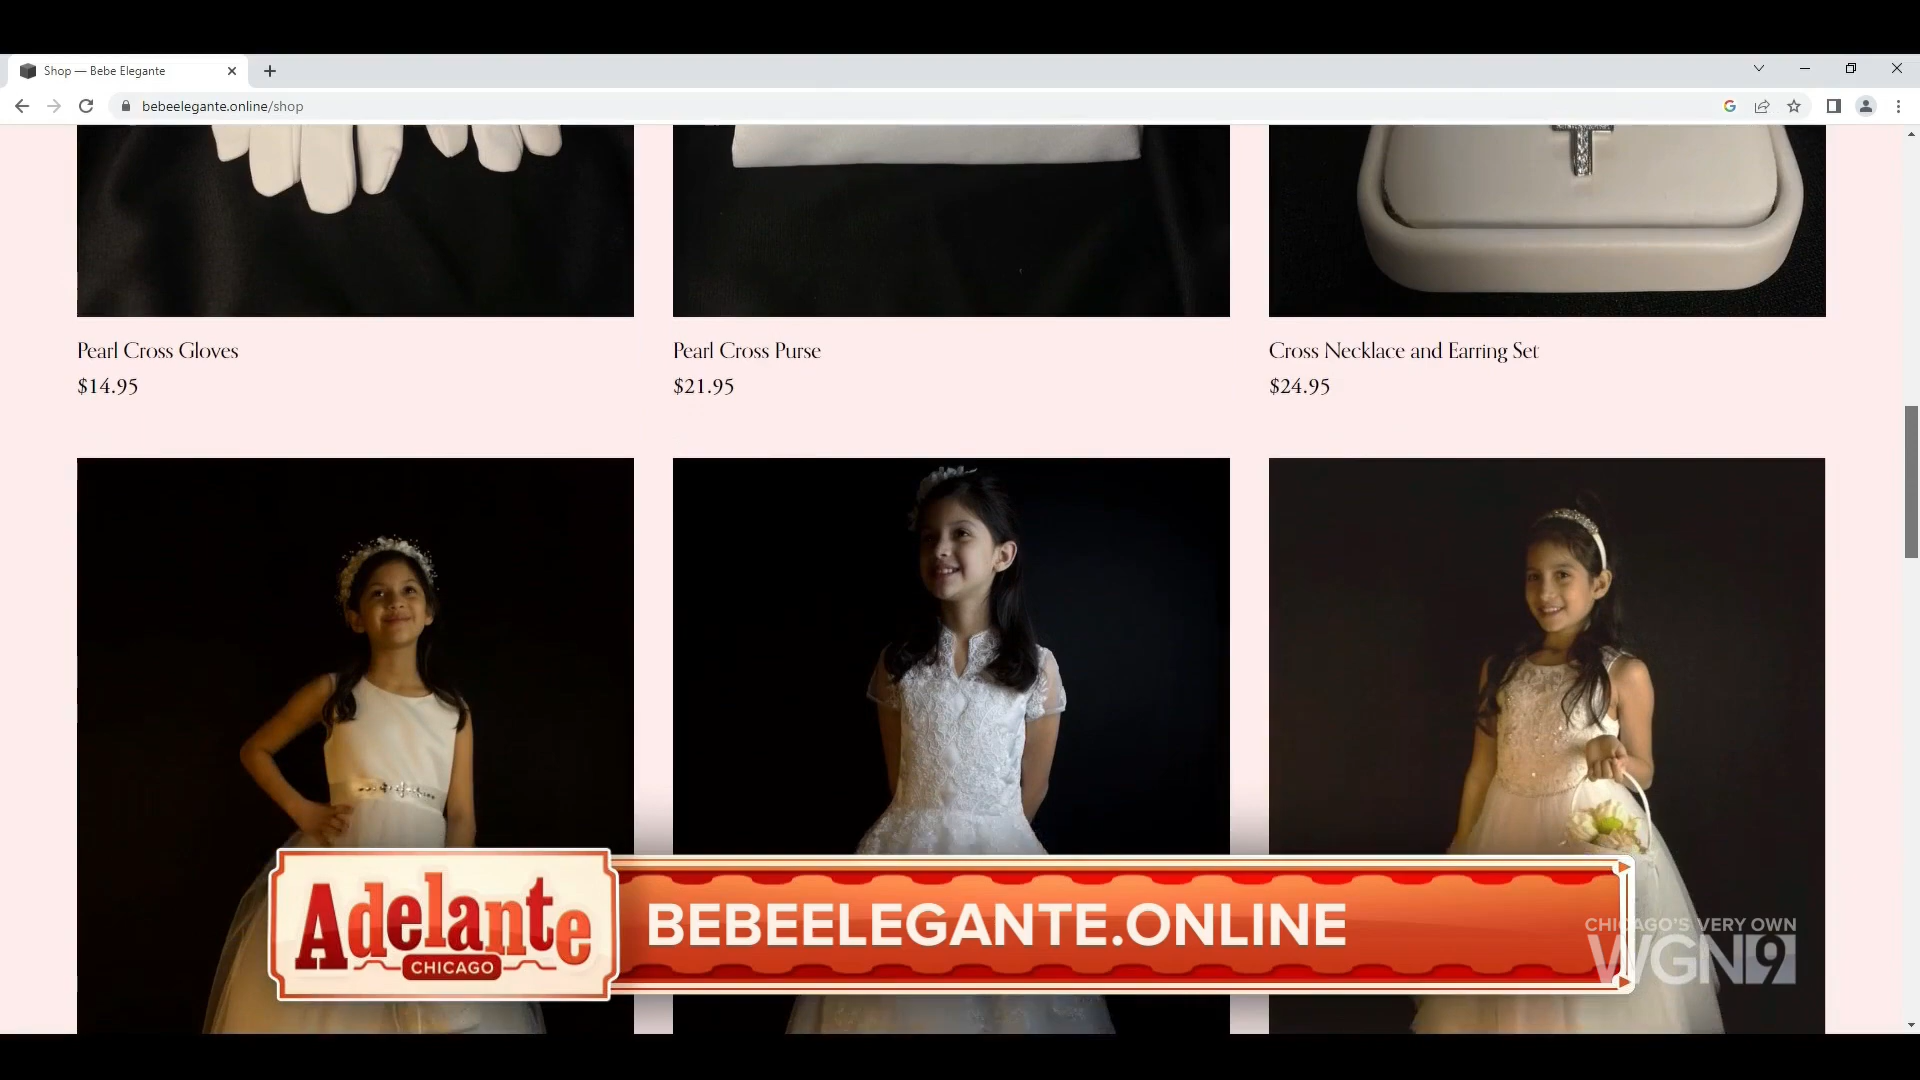 Shop — Bebe Elegante
bebeelegante.online/shop
Pearl Cross Gloves
$14.95
Pearl Cross Purse
$21.95
Cross Necklace and Earring Set
$24.95
Adelante
CHICAGO
BEBEELEGANTE.ONLINE
CHICAGO'S VERY OWN
WGN9